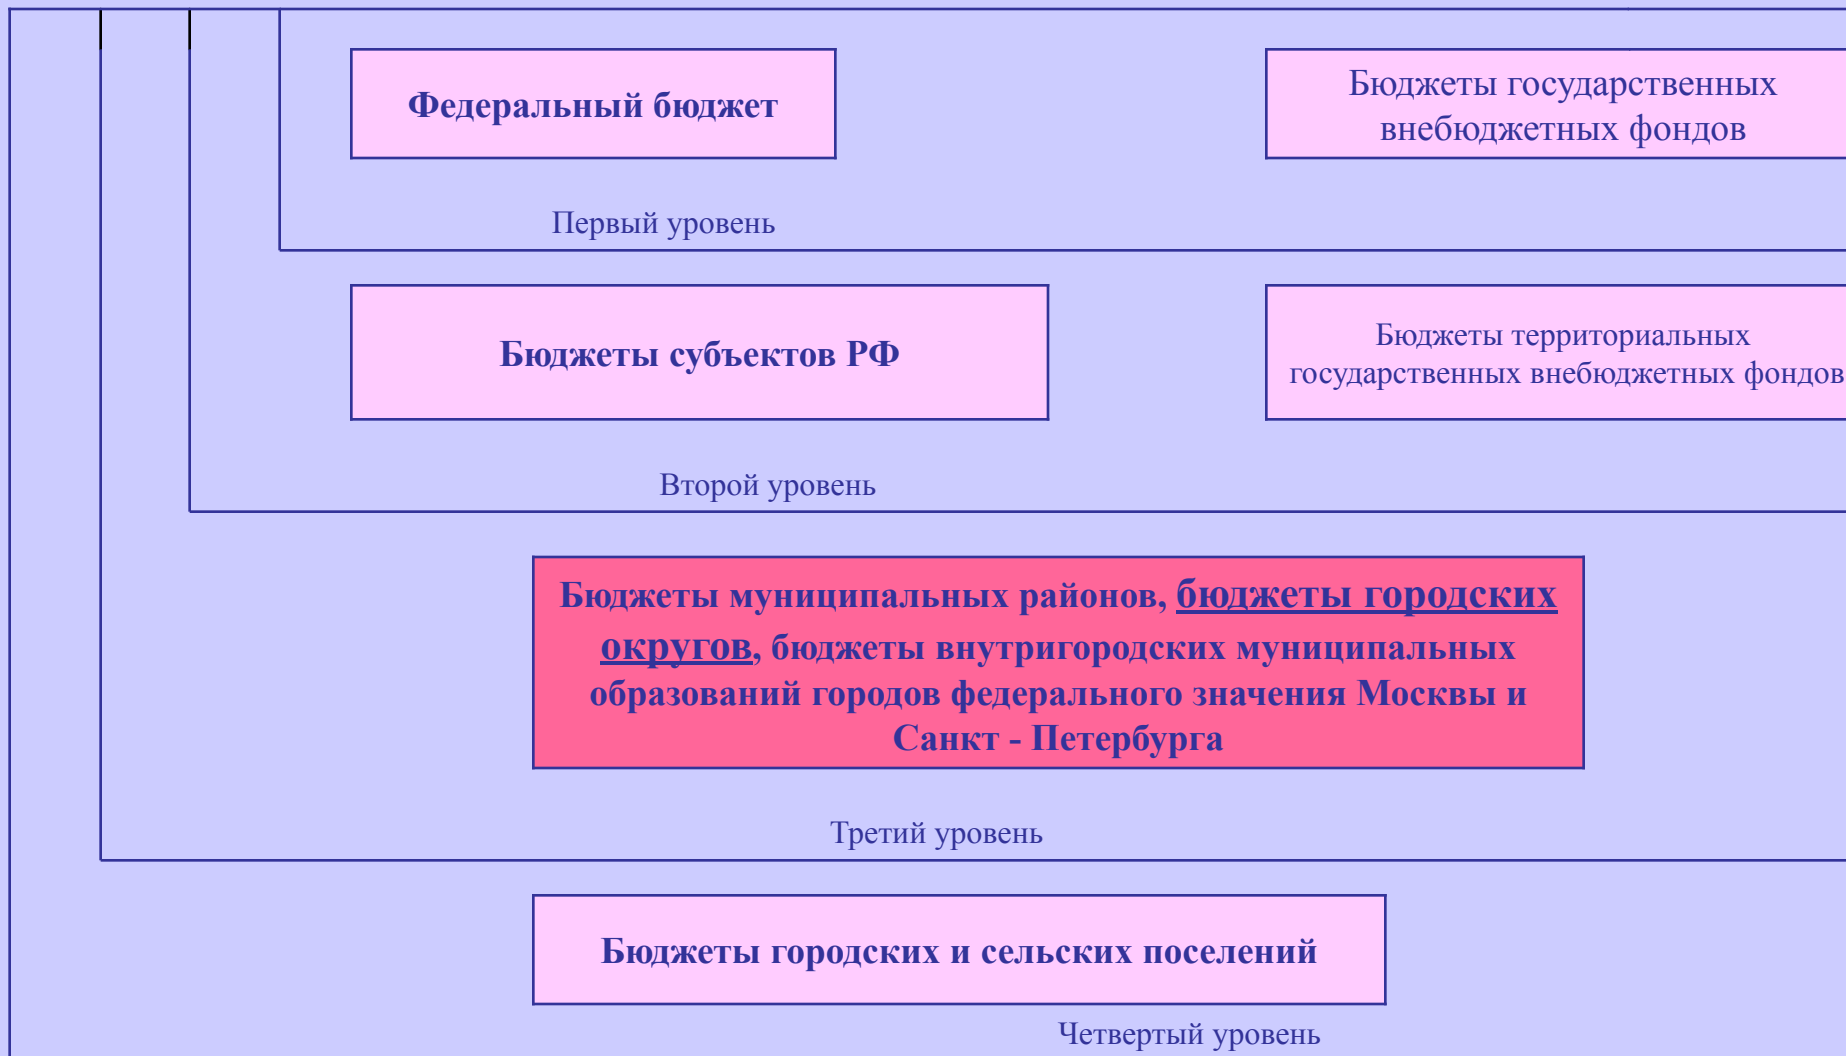 Федеральный бюджет
Бюджеты государственных
внебюджетных фондов
Первый уровень
Бюджеты субъектов РФ
Бюджеты территориальных
государственных внебюджетных фондов
Второй уровень
Бюджеты муниципальных районов, бюджеты городских
округов, бюджеты внутригородских муниципальных
образований городов федерального значения Москвы и
Санкт - Петербурга
Третий уровень
Бюджеты городских и сельских поселений
Четвертый уровень